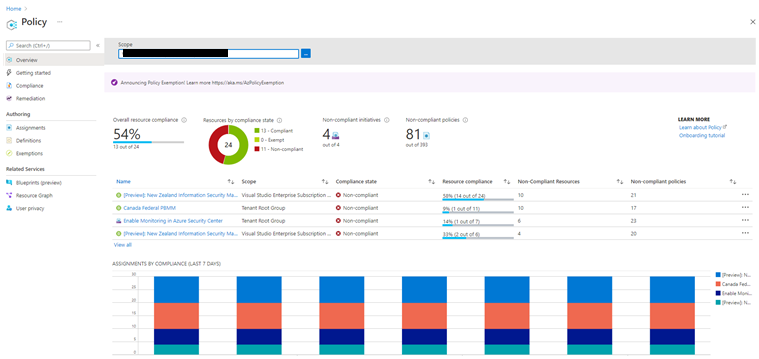 Home >
Policy ...
Search (Ctrl+/) «
Overview
Getting started
Compliance
Remediation
Authoring
Assignments
Definitions
Exemptions
Related Services
Blueprints (preview)
Resource Graph
User privacy
Scope
...
Announcing Policy Exemption! Learn more https://aka.ms/AzPolicyExemption
Overall resource compliance
54%
13 out of 24
Resources by compliance state
24
13 - Compliant
0 - Exempt
11 - Non-compliant
Non-compliant initiatives
4
out of 4
Non-compliant policies
81
out of 393
LEARN MORE
Learn about Policy
Onboarding tutorial
Name Scope Compliance state Resource compliance Non-Compliant Resources Non-compliant policies
[Preview]: New Zealand Information Security Ma... Visual Studio Enterprise Subscription ... Non-compliant 58% (14 out of 24) 10 21 ...
Canada Federal PBMM Tenant Root Group Non-compliant 9% (1 out of 11) 10 17 ...
Enable Monitoring in Azure Security Center Tenant Root Group Non-compliant 14% (1 out of 7) 6 23 ...
[Preview]: New Zealand Information Security Ma... Visual Studio Enterprise Subscription ... Non-compliant 33% (2 out of 6) 4 20 ...
View all
ASSIGNMENTS BY COMPLIANCE (LAST 7 DAYS)
30
25
20
15
10
5
0
[Preview]: N...
Canada Fede...
Enable Moni...
[Preview]: N...